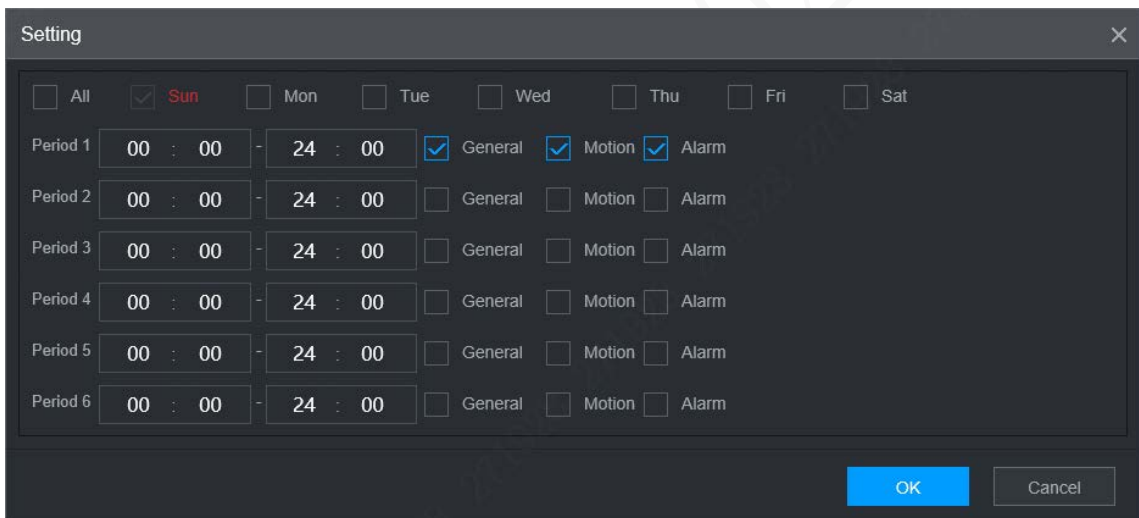 Setting
All Sun Mon Tue Wed Thu Fri Sat
Period 1 00 : 00 - 24 : 00 General Motion Alarm
Period 2 00 : 00 - 24 : 00 General Motion Alarm
Period 3 00 : 00 - 24 : 00 General Motion Alarm
Period 4 00 : 00 - 24 : 00 General Motion Alarm
Period 5 00 : 00 - 24 : 00 General Motion Alarm
Period 6 00 : 00 - 24 : 00 General Motion Alarm
OK Cancel